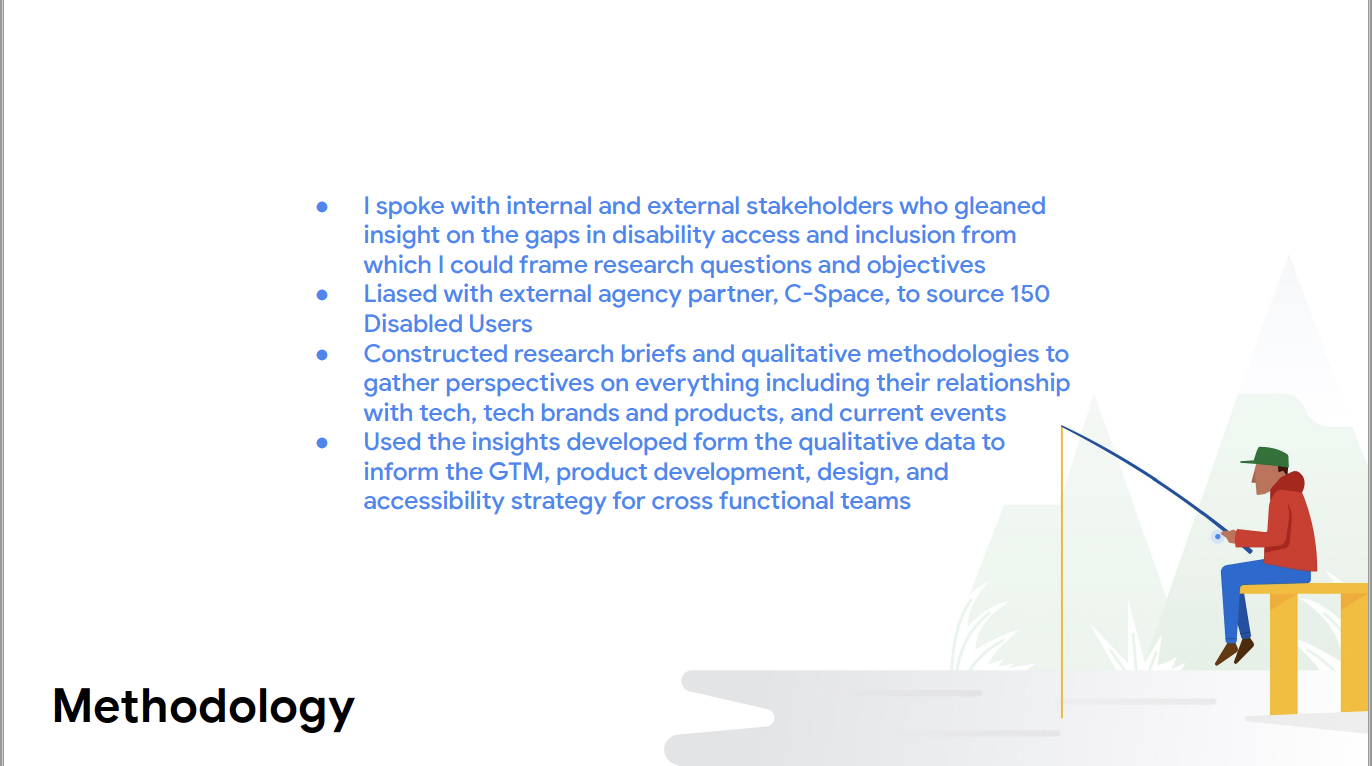 ● I spoke with internal and external stakeholders who gleaned
insight on the gaps in disability access and inclusion from
which I could frame research questions and objectives
● Liased with external agency partner, C-Space, to source 150
Disabled Users
● Constructed research briefs and qualitative methodologies to
gather perspectives on everything including their relationship
with tech, tech brands and products, and current events
● Used the insights developed form the qualitative data to
inform the GTM, product development, design, and
accessibility strategy for cross functional teams
Methodology